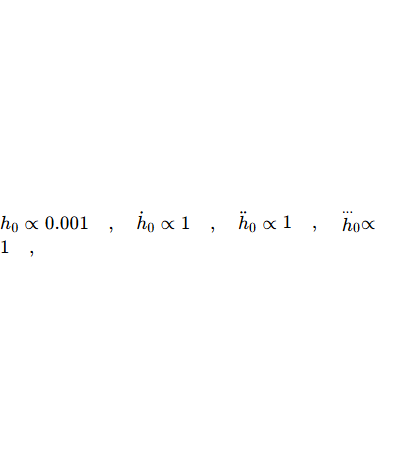 h₀ ∝ 0.001 , ḣ₀ ∝ 1 , ḧ₀ ∝ 1 , h⃛₀ ∝
1 ,